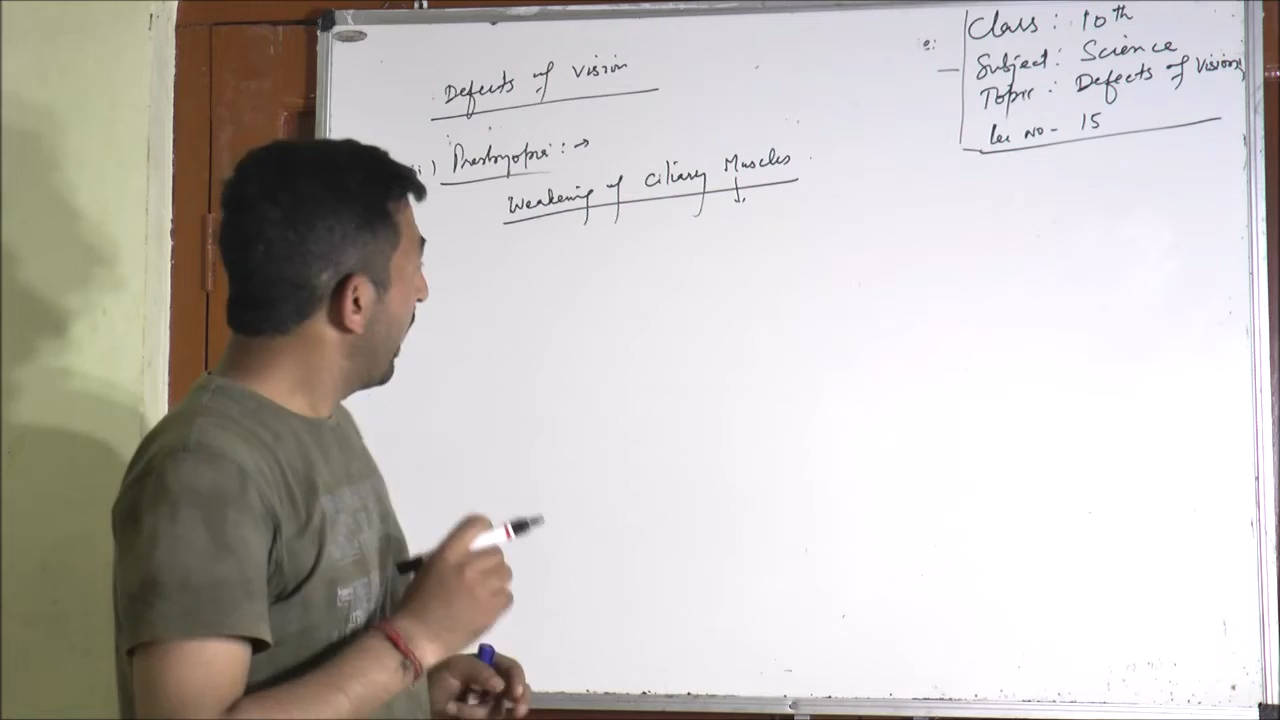 Defects of vision
ii) Presbyopia :→
Weakening of ciliary Muscles
Class : 10th
Subject : Science
Topic : Defects of Vision
Lec No - 15